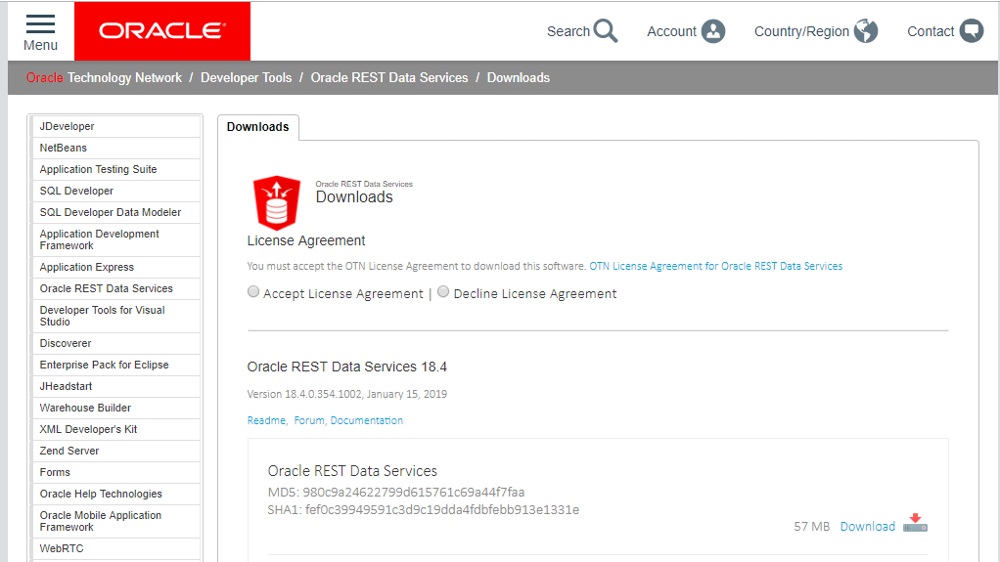 Menu
ORACLE
Search
Account
Country/Region
Contact
Oracle Technology Network / Developer Tools / Oracle REST Data Services / Downloads
JDeveloper
NetBeans
Application Testing Suite
SQL Developer
SQL Developer Data Modeler
Application Development
Framework
Application Express
Oracle REST Data Services
Developer Tools for Visual
Studio
Discoverer
Enterprise Pack for Eclipse
JHeadstart
Warehouse Builder
XML Developer's Kit
Zend Server
Forms
Oracle Help Technologies
Oracle Mobile Application
Framework
WebRTC
Downloads
Oracle REST Data Services
Downloads
License Agreement
You must accept the OTN License Agreement to download this software. OTN License Agreement for Oracle REST Data Services
Accept License Agreement | Decline License Agreement
Oracle REST Data Services 18.4
Version 18.4.0.354.1002, January 15, 2019
Readme, Forum, Documentation
Oracle REST Data Services
MD5: 980c9a24622799d615761c69a44f7faa
SHA1: fef0c39949591c3d9c19dda4fdbfebb913e1331e
57 MB Download